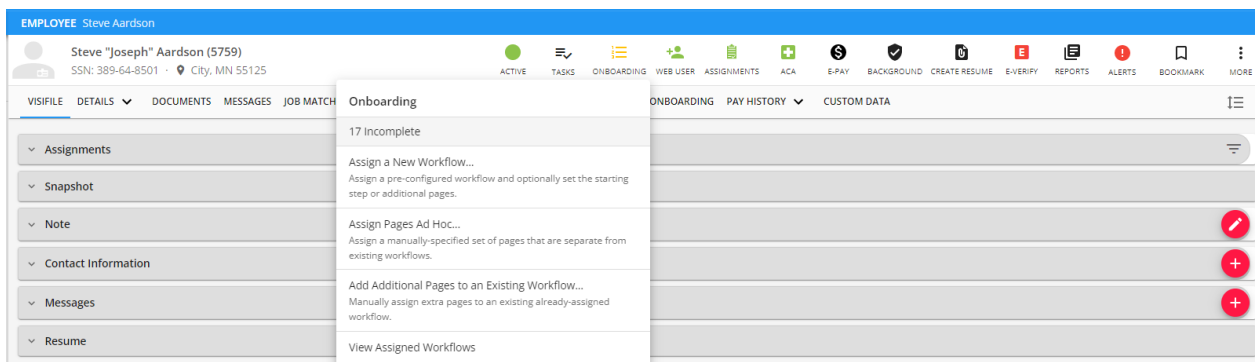 EMPLOYEE Steve Aardson
Steve "Joseph" Aardson (5759)
SSN: 389-64-8501 · City, MN 55125
ACTIVE TASKS ONBOARDING WEB USER ASSIGNMENTS ACA E-PAY BACKGROUND CREATE RESUME E-VERIFY REPORTS ALERTS BOOKMARK MORE
VISIFILE DETAILS DOCUMENTS MESSAGES JOB MATCH ONBOARDING PAY HISTORY CUSTOM DATA
Onboarding
17 Incomplete
Assign a New Workflow...
Assign a pre-configured workflow and optionally set the starting
step or additional pages.
Assign Pages Ad Hoc...
Assign a manually-specified set of pages that are separate from
existing workflows.
Add Additional Pages to an Existing Workflow...
Manually assign extra pages to an existing already-assigned
workflow.
View Assigned Workflows
Assignments
Snapshot
Note
Contact Information
Messages
Resume